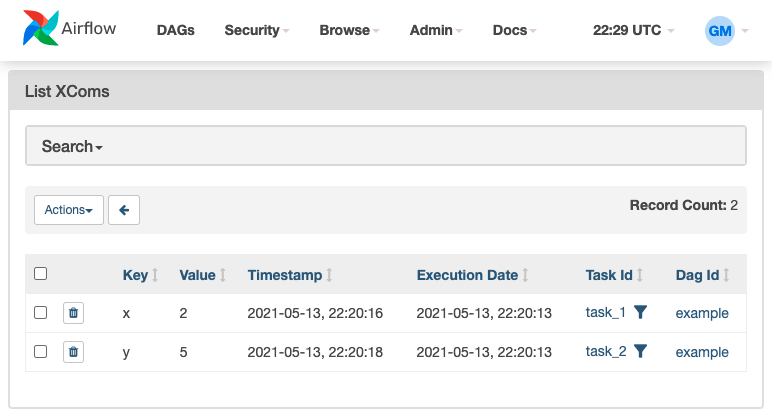 Airflow DAGs Security Browse Admin Docs 22:29 UTC GM
List XComs
Search
Actions Record Count: 2
Key Value Timestamp Execution Date Task Id Dag Id
x 2 2021-05-13, 22:20:16 2021-05-13, 22:20:13 task_1 example
y 5 2021-05-13, 22:20:18 2021-05-13, 22:20:13 task_2 example